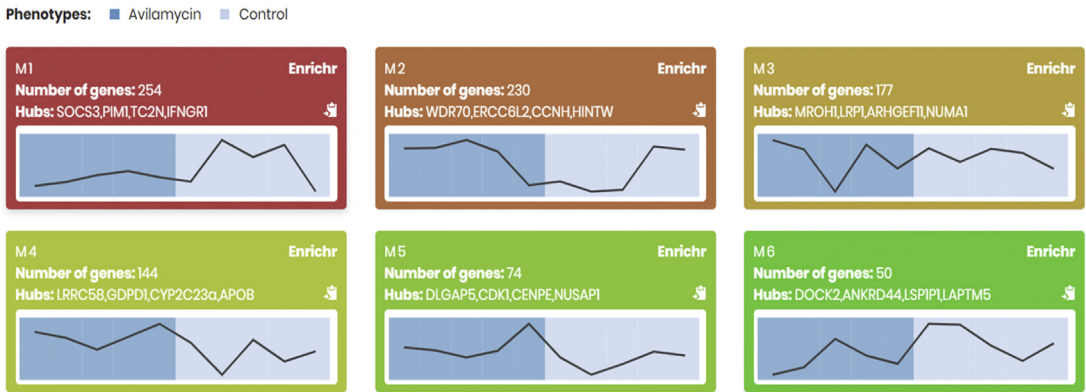 Phenotypes: Avilamycin Control
M1 Enrichr
Number of genes: 254
Hubs: SOCS3,PIM1,TC2N,IFNGR1
M2 Enrichr
Number of genes: 230
Hubs: WDR70,ERCC6L2,CCNH,HINTW
M3 Enrichr
Number of genes: 177
Hubs: MROH1,LRP1,ARHGEF11,NUMA1
M4 Enrichr
Number of genes: 144
Hubs: LRRC58,GDPD1,CYP2C23a,APOB
M5 Enrichr
Number of genes: 74
Hubs: DLGAP5,CDK1,CENPE,NUSAP1
M6 Enrichr
Number of genes: 50
Hubs: DOCK2,ANKRD44,LSP1P1,LAPTM5